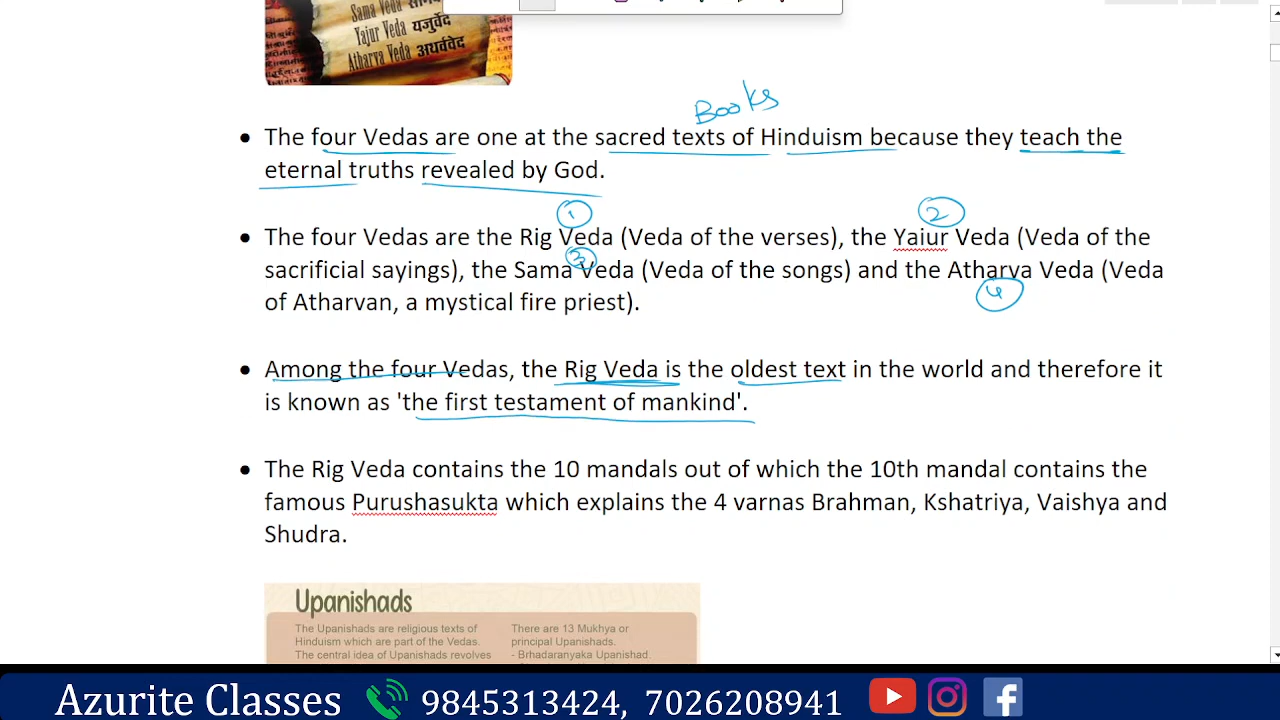 Sama Veda
Yajur Veda यजुर्वेद
Atharva Veda अथर्ववेद
Books
• The four Vedas are one at the sacred texts of Hinduism because they teach the
eternal truths revealed by God.
1
2
• The four Vedas are the Rig Veda (Veda of the verses), the Yaiur Veda (Veda of the
3
sacrificial sayings), the Sama Veda (Veda of the songs) and the Atharva Veda (Veda
4
of Atharvan, a mystical fire priest).
• Among the four Vedas, the Rig Veda is the oldest text in the world and therefore it
is known as 'the first testament of mankind'.
• The Rig Veda contains the 10 mandals out of which the 10th mandal contains the
famous Purushasukta which explains the 4 varnas Brahman, Kshatriya, Vaishya and
Shudra.
Upanishads
The Upanishads are religious texts of
Hinduism which are part of the Vedas.
The central idea of Upanishads revolves
There are 13 Mukhya or
principal Upanishads.
- Brhadaranyaka Upanishad.
Azurite Classes 9845313424, 7026208941